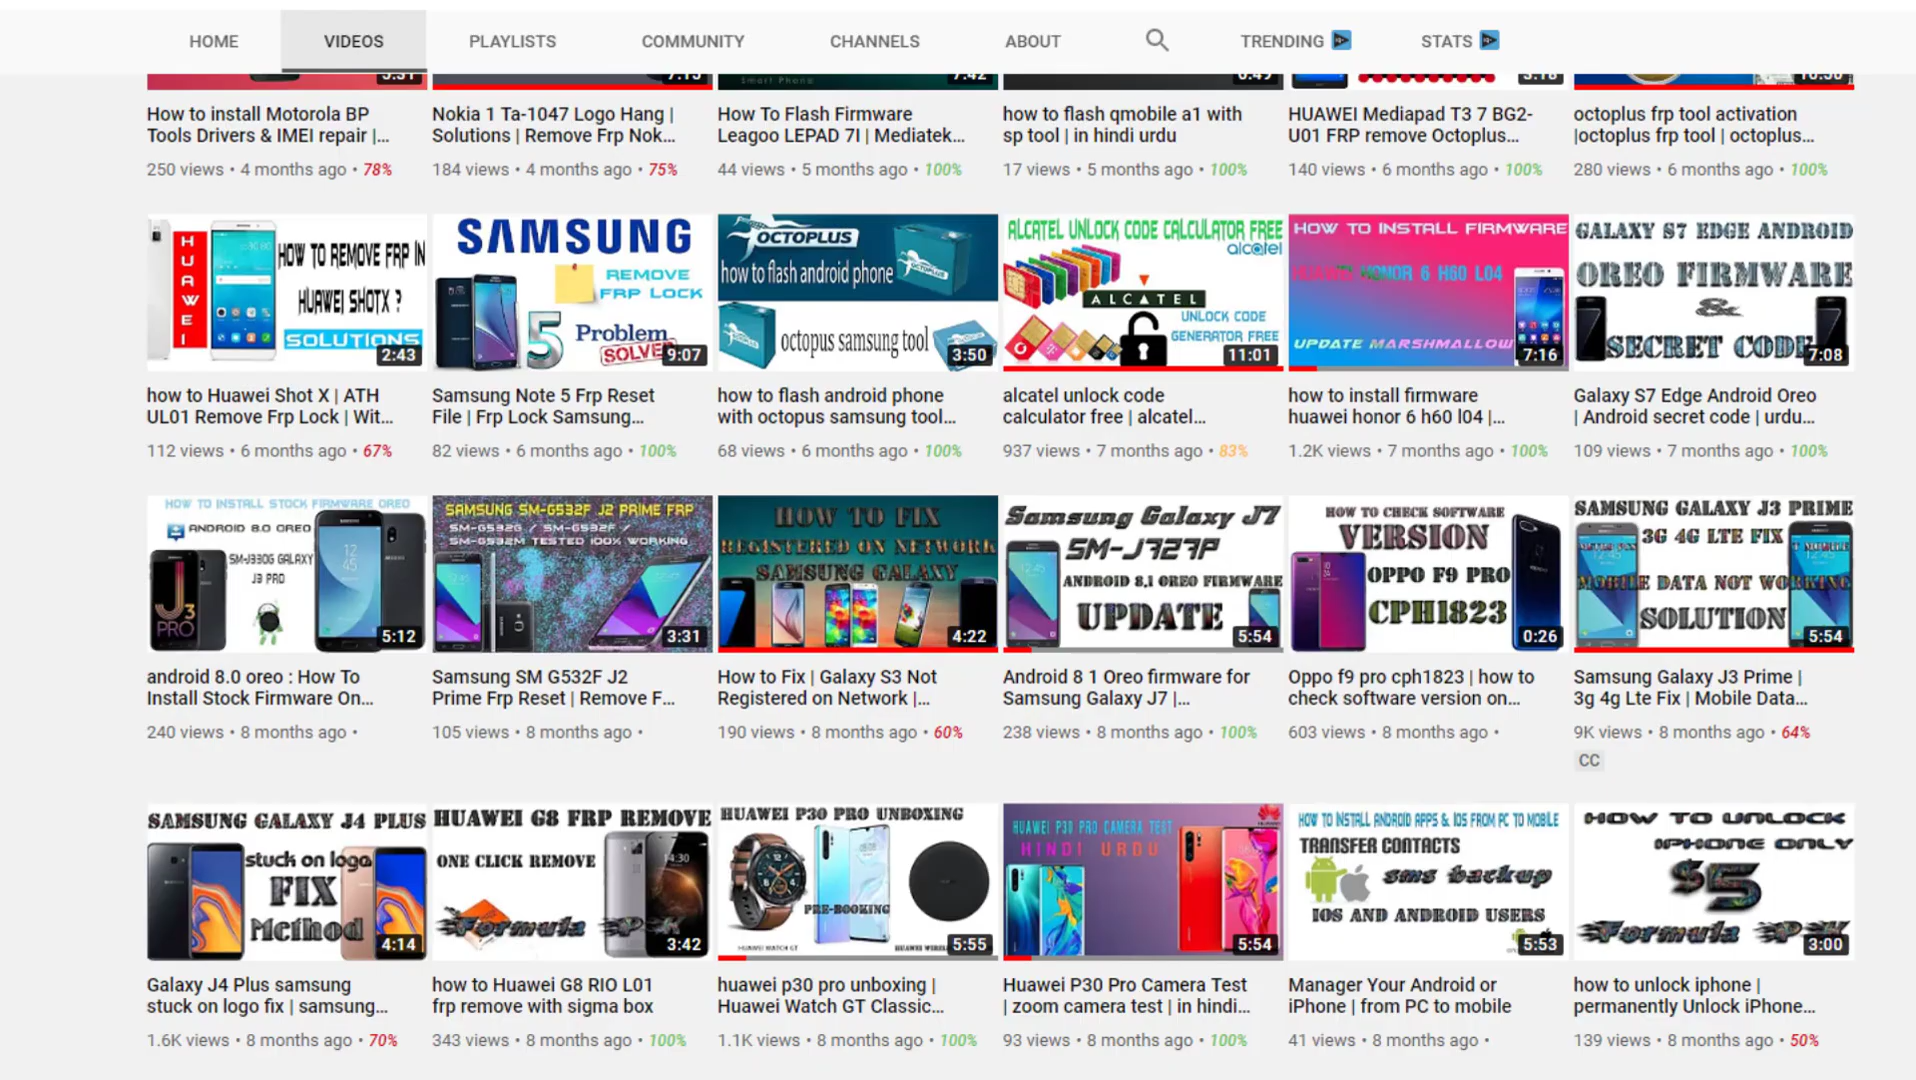 HOME VIDEOS PLAYLISTS COMMUNITY CHANNELS ABOUT TRENDING STATS
7:42
How to install Motorola BP
Tools Drivers & IMEI repair |...
250 views • 4 months ago • 78%
Nokia 1 Ta-1047 Logo Hang |
Solutions | Remove Frp Nok...
184 views • 4 months ago • 75%
How To Flash Firmware
Leagoo LEPAD 7I | Mediatek...
44 views • 5 months ago • 100%
how to flash qmobile a1 with
sp tool | in hindi urdu
17 views • 5 months ago • 100%
HUAWEI Mediapad T3 7 BG2-
U01 FRP remove Octoplus...
140 views • 6 months ago • 100%
octoplus frp tool activation
|octoplus frp tool | octoplus...
280 views • 6 months ago • 100%
HUAWEI
HOW TO REMOVE FRP IN
HUAWEI SHOTX ?
SOLUTIONS
2:43
how to Huawei Shot X | ATH
UL01 Remove Frp Lock | Wit...
112 views • 6 months ago • 67%
SAMSUNG
REMOVE
FRP LOCK
5 Problem
SOLVED
9:07
Samsung Note 5 Frp Reset
File | Frp Lock Samsung...
82 views • 6 months ago • 100%
OCTOPLUS
how to flash android phone
octopus samsung tool
3:50
how to flash android phone
with octopus samsung tool...
68 views • 6 months ago • 100%
ALCATEL UNLOCK CODE CALCULATOR FREE
alcatel
ALCATEL
UNLOCK CODE
GENERATOR FREE
11:01
alcatel unlock code
calculator free | alcatel...
937 views • 7 months ago • 83%
HOW TO INSTALL FIRMWARE
HUAWEI HONOR 6 H60 L04
UPDATE MARSHMALLOW
7:16
how to install firmware
huawei honor 6 h60 l04 |...
1.2K views • 7 months ago • 100%
GALAXY S7 EDGE ANDROID
OREO FIRMWARE
&
SECRET CODE
7:08
Galaxy S7 Edge Android Oreo
| Android secret code | urdu...
109 views • 7 months ago • 100%
HOW TO INSTALL STOCK FIRMWARE OREO
ANDROID 8.0 OREO
SM-J330G GALAXY
J3 PRO
J3
PRO
5:12
android 8.0 oreo : How To
Install Stock Firmware On...
240 views • 8 months ago •
SAMSUNG SM-G532F J2 PRIME FRP
SM-G532G / SM-G532F /
SM-G532M TESTED 100% WORKING
3:31
Samsung SM G532F J2
Prime Frp Reset | Remove F...
105 views • 8 months ago •
HOW TO FIX
REGISTERED ON NETWORK
SAMSUNG GALAXY
4:22
How to Fix | Galaxy S3 Not
Registered on Network |...
190 views • 8 months ago • 60%
Samsung Galaxy J7
SM-J727P
ANDROID 8.1 OREO FIRMWARE
UPDATE
5:54
Android 8 1 Oreo firmware for
Samsung Galaxy J7 |...
238 views • 8 months ago • 100%
HOW TO CHECK SOFTWARE
VERSION
OPPO F9 PRO
CPH1823
0:26
Oppo f9 pro cph1823 | how to
check software version on...
603 views • 8 months ago •
SAMSUNG GALAXY J3 PRIME
3G 4G LTE FIX
MOBILE DATA NOT WORKING
SOLUTION
5:54
Samsung Galaxy J3 Prime |
3g 4g Lte Fix | Mobile Data...
9K views • 8 months ago • 64%
CC
SAMSUNG GALAXY J4 PLUS
stuck on logo
FIX
Method
4:14
Galaxy J4 Plus samsung
stuck on logo fix | samsung...
1.6K views • 8 months ago • 70%
HUAWEI G8 FRP REMOVE
ONE CLICK REMOVE
Formula P-K
3:42
how to Huawei G8 RIO L01
frp remove with sigma box
343 views • 8 months ago • 100%
HUAWEI P30 PRO UNBOXING
PRE-BOOKING
HUAWEI WATCH GT
5:55
huawei p30 pro unboxing |
Huawei Watch GT Classic...
1.1K views • 8 months ago • 100%
HUAWEI P30 PRO CAMERA TEST
HINDI URDU
5:54
Huawei P30 Pro Camera Test
| zoom camera test | in hindi...
93 views • 8 months ago • 100%
HOW TO INSTALL ANDROID APPS & IOS FROM PC TO MOBILE
TRANSFER CONTACTS
sms backup
IOS AND ANDROID USERS
5:53
Manager Your Android or
iPhone | from PC to mobile
41 views • 8 months ago •
HOW TO UNLOCK
IPHONE ONLY
$5
Formula P-K
3:00
how to unlock iphone |
permanently Unlock iPhone...
139 views • 8 months ago • 50%